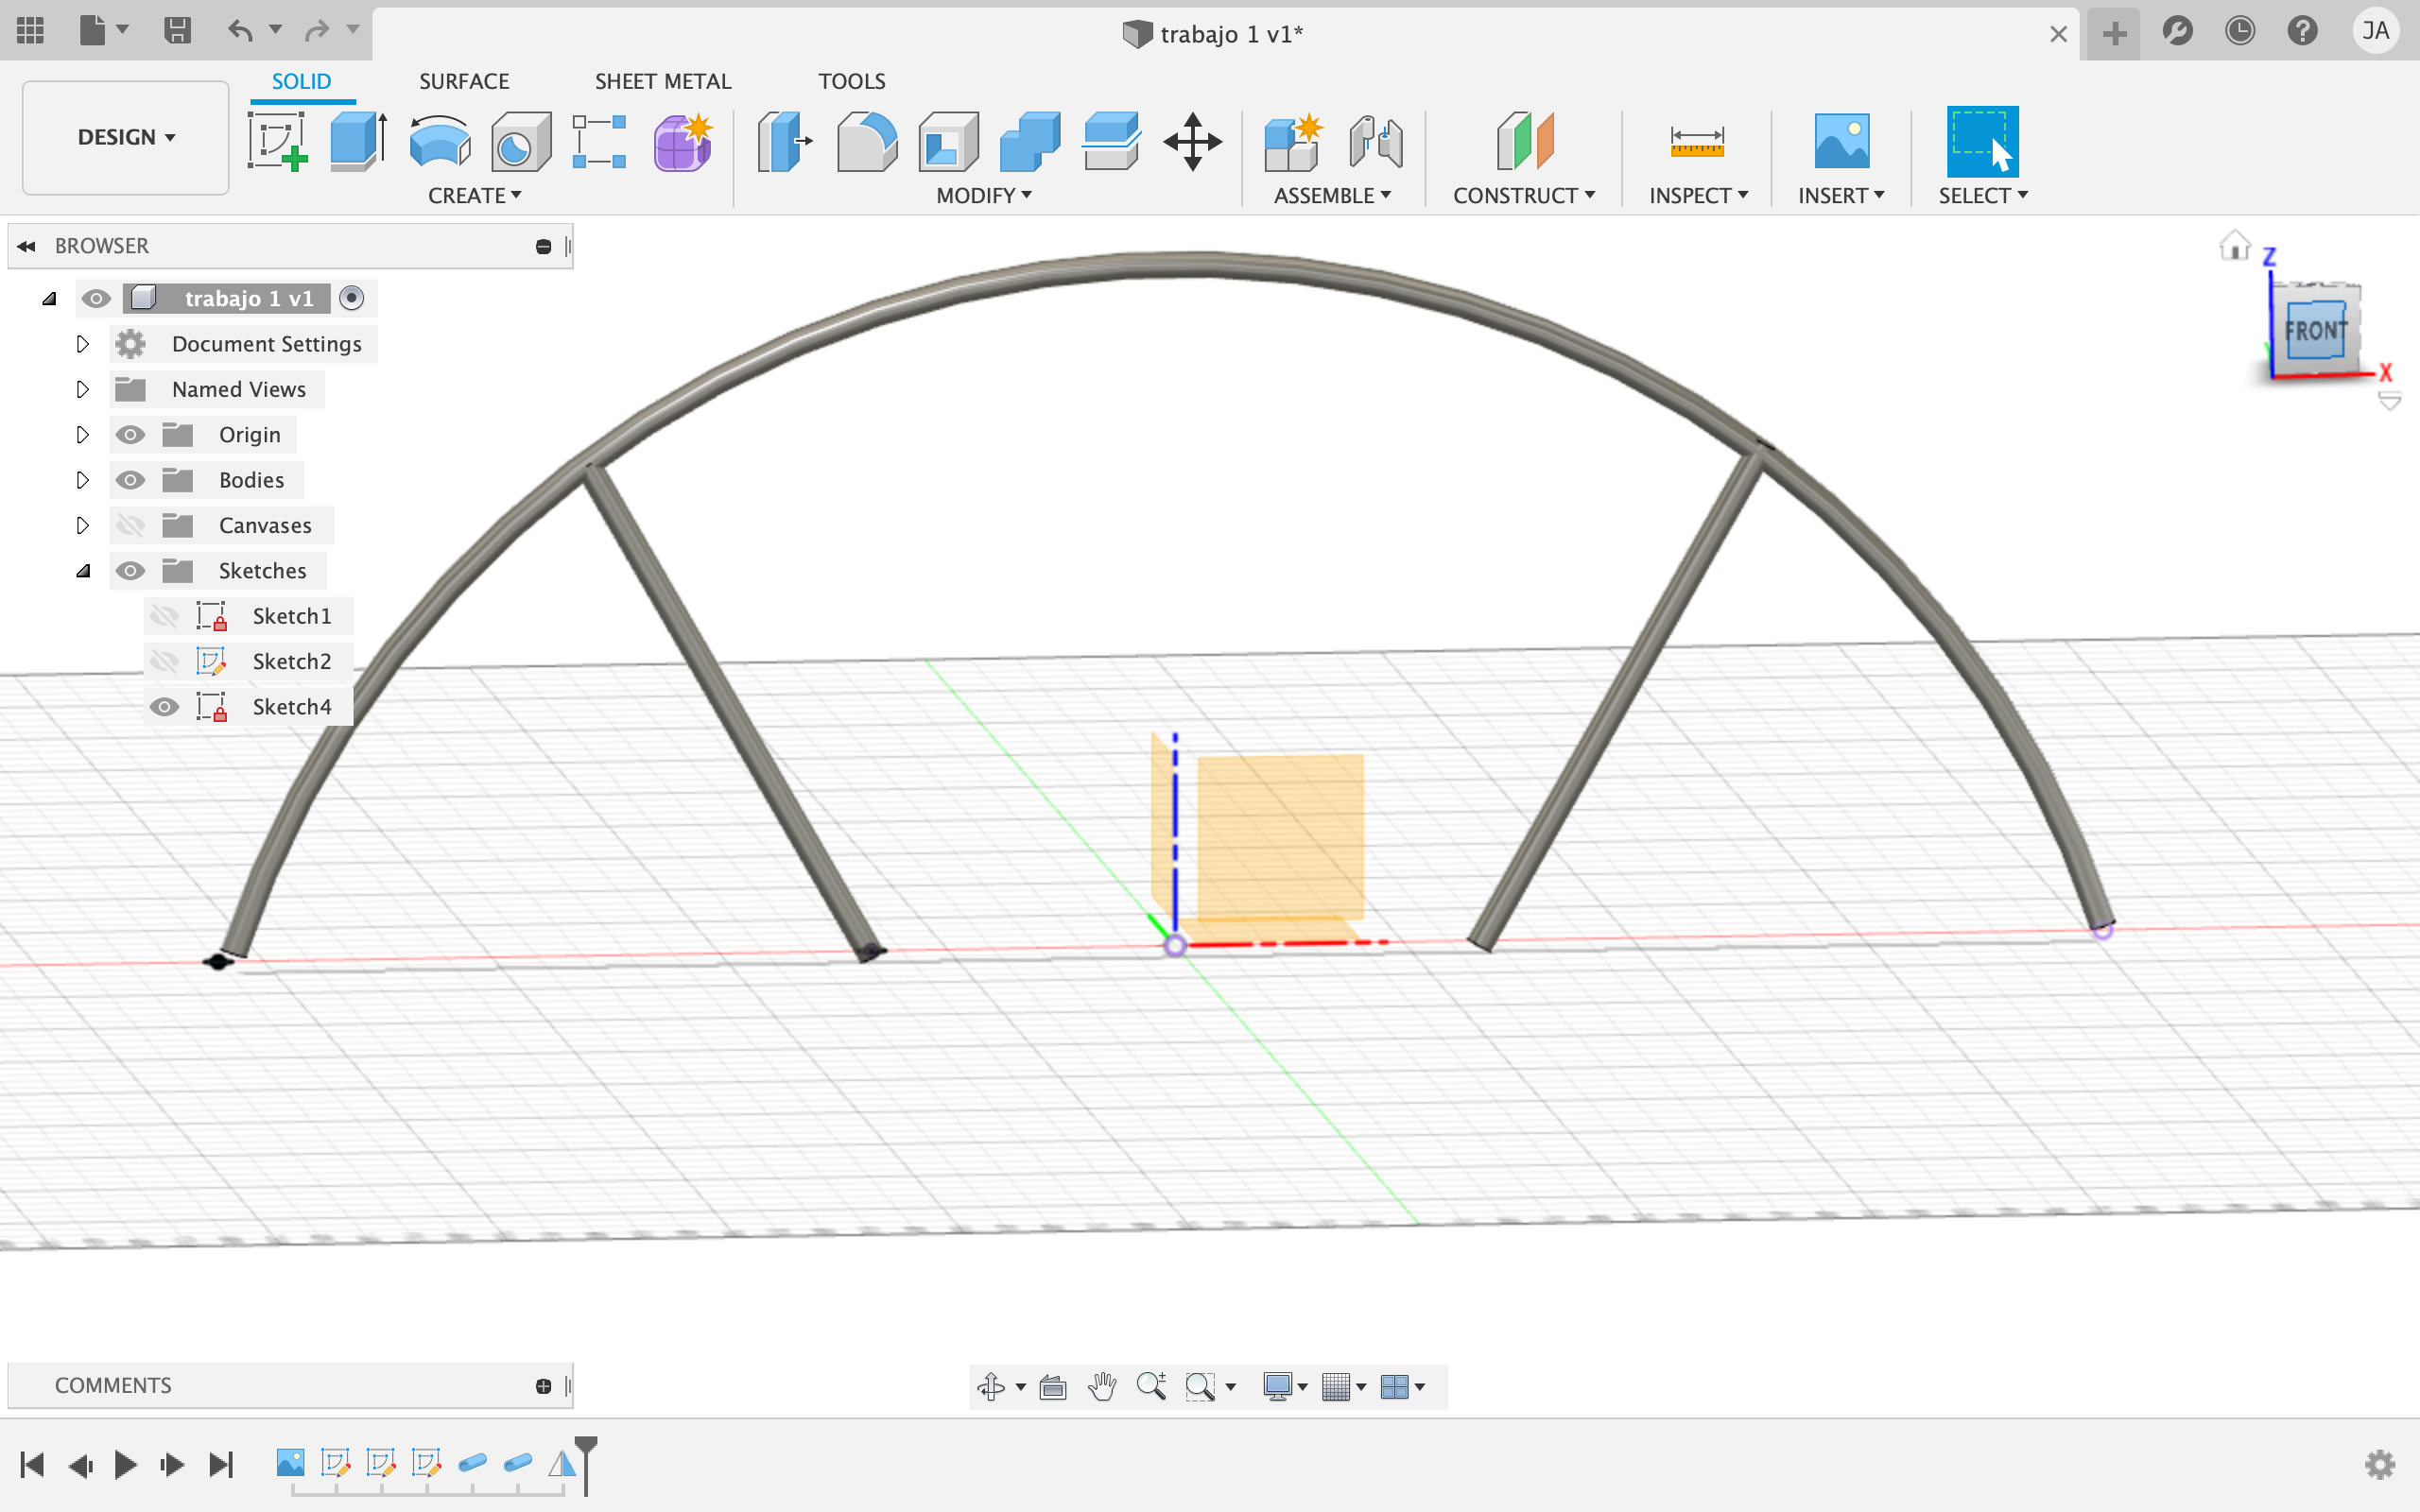 trabajo 1 v1*
JA
SOLID SURFACE SHEET METAL TOOLS
DESIGN
CREATE MODIFY ASSEMBLE CONSTRUCT INSPECT INSERT SELECT
BROWSER
trabajo 1 v1
Document Settings
Named Views
Origin
Bodies
Canvases
Sketches
Sketch1
Sketch2
Sketch4
Z
FRONT
X
COMMENTS